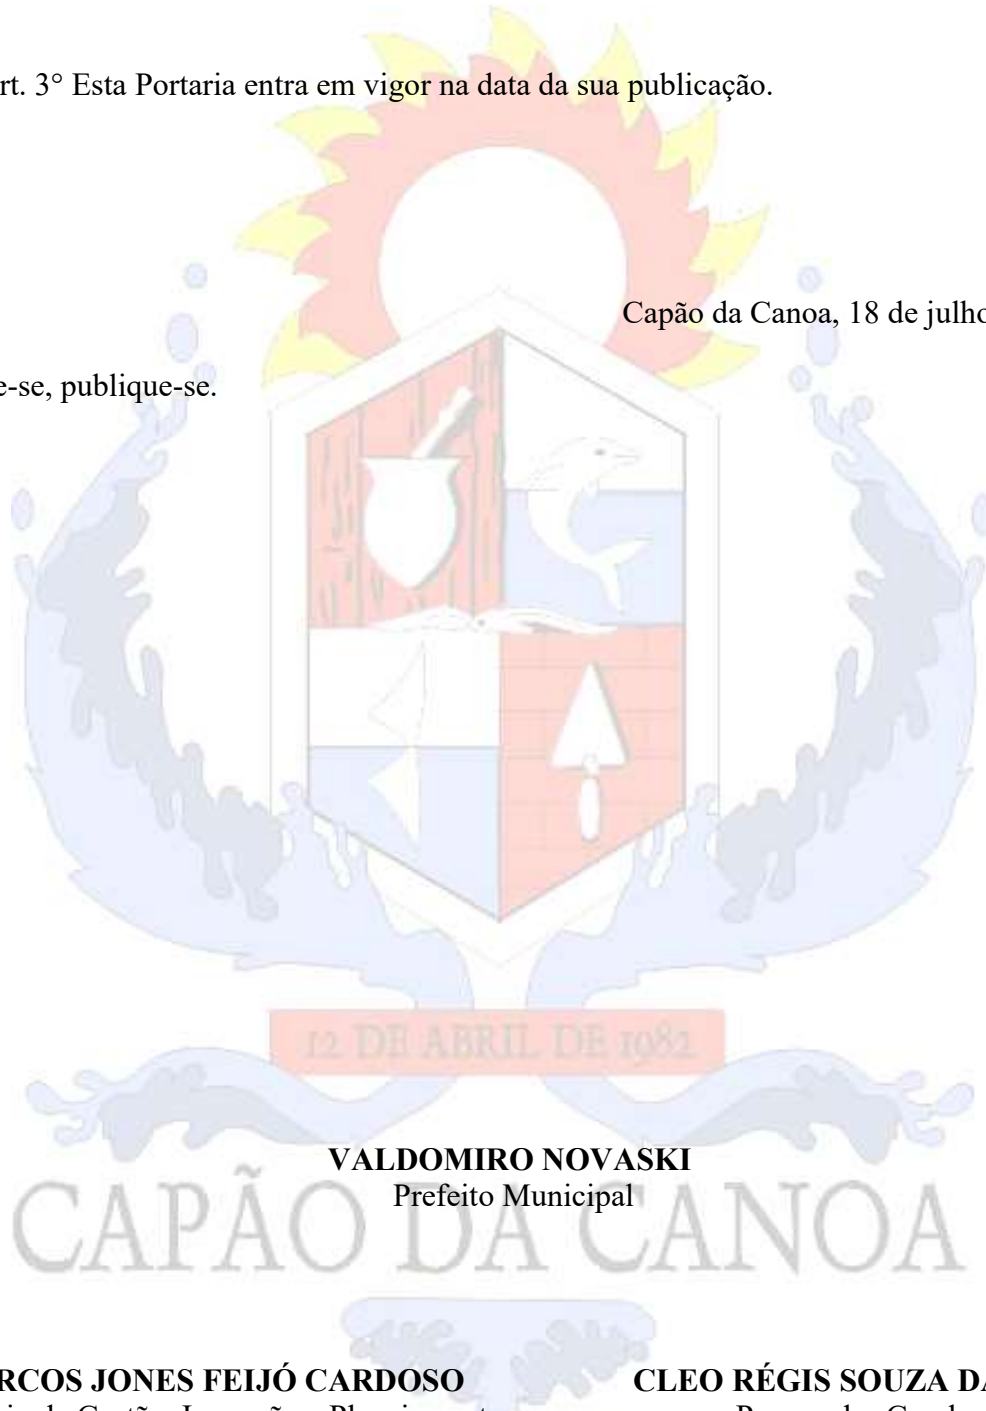 rt. 3° Esta Portaria entra em vigor na data da sua publicação.
Capão da Canoa, 18 de julho
e-se, publique-se.
12 DE ABRIL DE 1982
VALDOMIRO NOVASKI
Prefeito Municipal
CAPÃO DA CANOA
RCOS JONES FEIJÓ CARDOSO
CLEO RÉGIS SOUZA DA